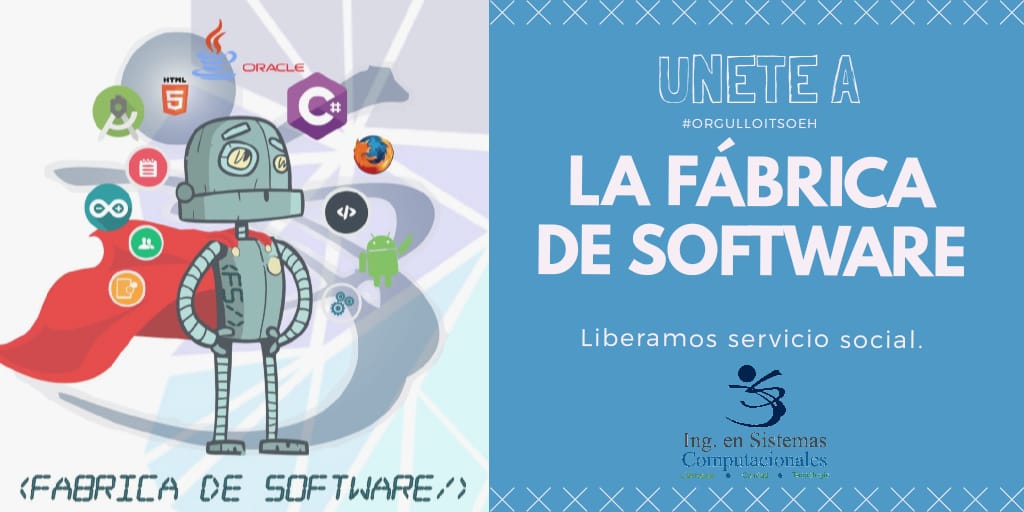 ORACLE
HTML
5
C#
</>
<FS/>
<FABRICA DE SOFTWARE/>
UNETE A
#ORGULLOITSOEH
LA FÁBRICA
DE SOFTWARE
Liberamos servicio social.
Ing. en Sistemas
Computacionales